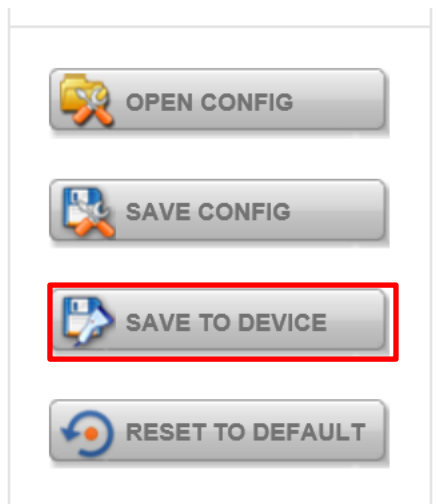 OPEN CONFIG
SAVE CONFIG
SAVE TO DEVICE
RESET TO DEFAULT